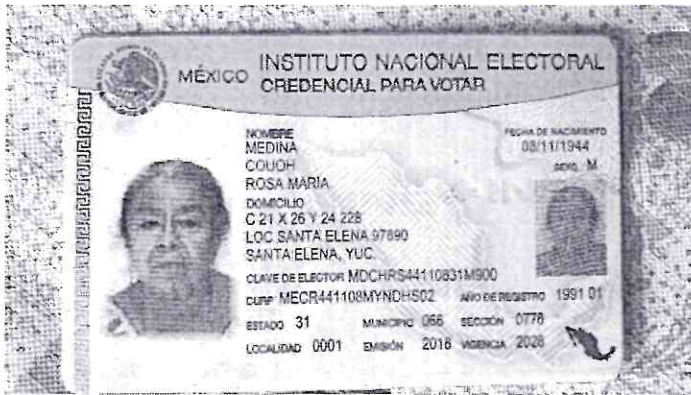 MÉXICO
INSTITUTO NACIONAL ELECTORAL
CREDENCIAL PARA VOTAR
NOMBRE
MEDINA
COUOH
ROSA MARIA
FECHA DE NACIMIENTO
08/11/1944
SEXO M
DOMICILIO
C 21 X 26 Y 24 228
LOC SANTA ELENA 97890
SANTA ELENA, YUC.
CLAVE DE ELECTOR MDCHRS44110831M900
CURP MECR441108MYNDHS02 AÑO DE REGISTRO 1991 01
ESTADO 31 MUNICIPIO 066 SECCIÓN 0778
LOCALIDAD 0001 EMISIÓN 2018 VIGENCIA 2028